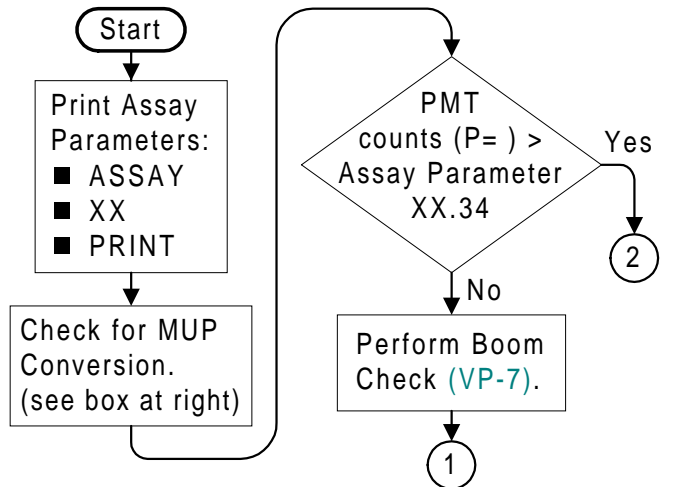 Start
Print Assay
Parameters:
■ ASSAY
■ XX
■ PRINT
Check for MUP
Conversion.
(see box at right)
PMT
counts (P= ) >
Assay Parameter
XX.34
Yes
2
No
Perform Boom
Check (VP-7).
1